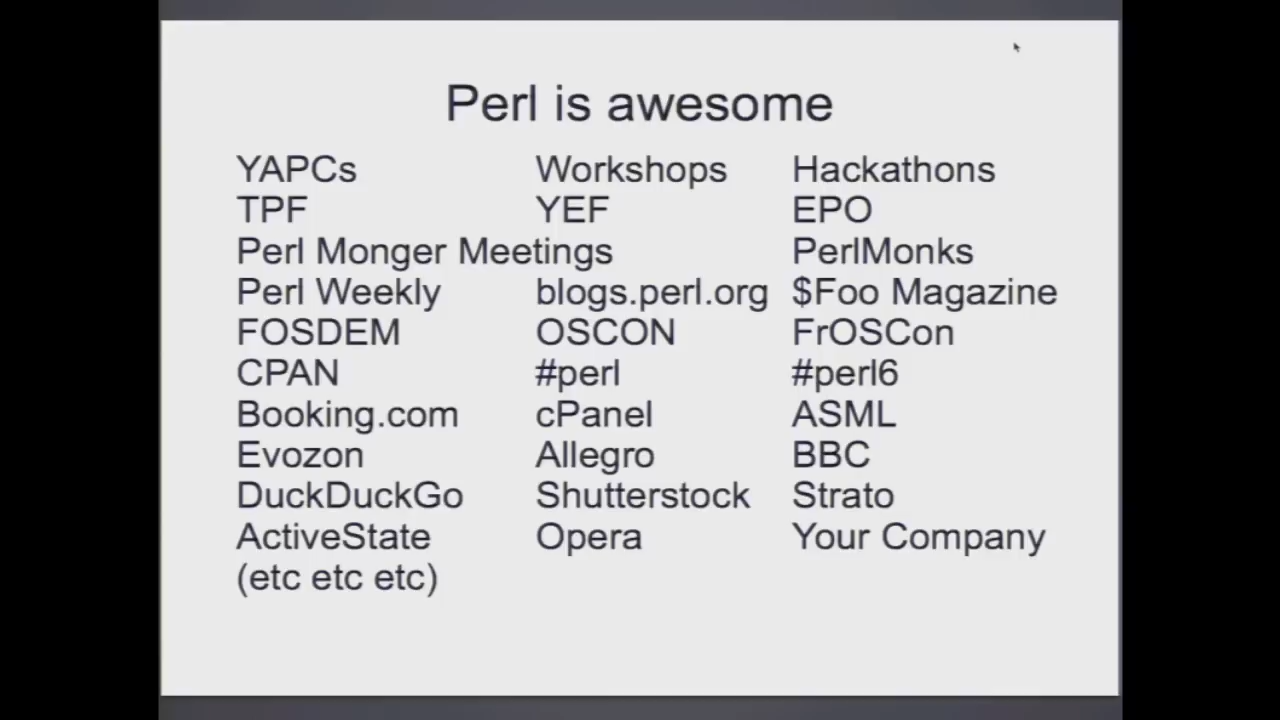 Perl is awesome
YAPCs Workshops Hackathons
TPF YEF EPO
Perl Monger Meetings PerlMonks
Perl Weekly blogs.perl.org $Foo Magazine
FOSDEM OSCON FrOSCon
CPAN #perl #perl6
Booking.com cPanel ASML
Evozon Allegro BBC
DuckDuckGo Shutterstock Strato
ActiveState Opera Your Company
(etc etc etc)